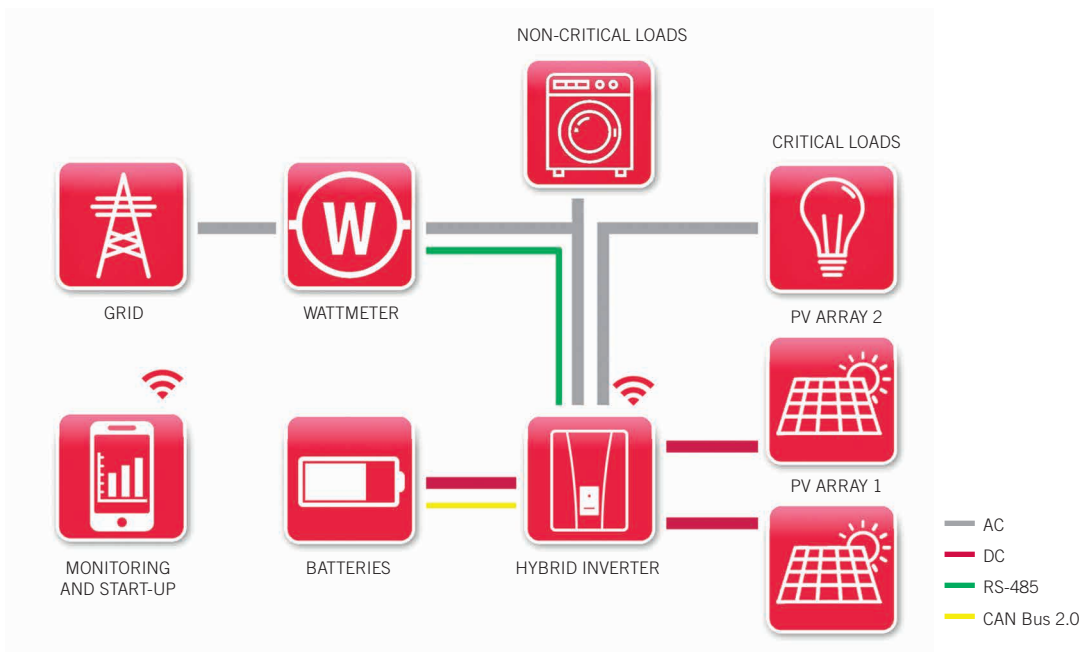 NON-CRITICAL LOADS
CRITICAL LOADS
W
GRID
WATTMETER
PV ARRAY 2
PV ARRAY 1
MONITORING
AND START-UP
BATTERIES
HYBRID INVERTER
AC
DC
RS-485
CAN Bus 2.0